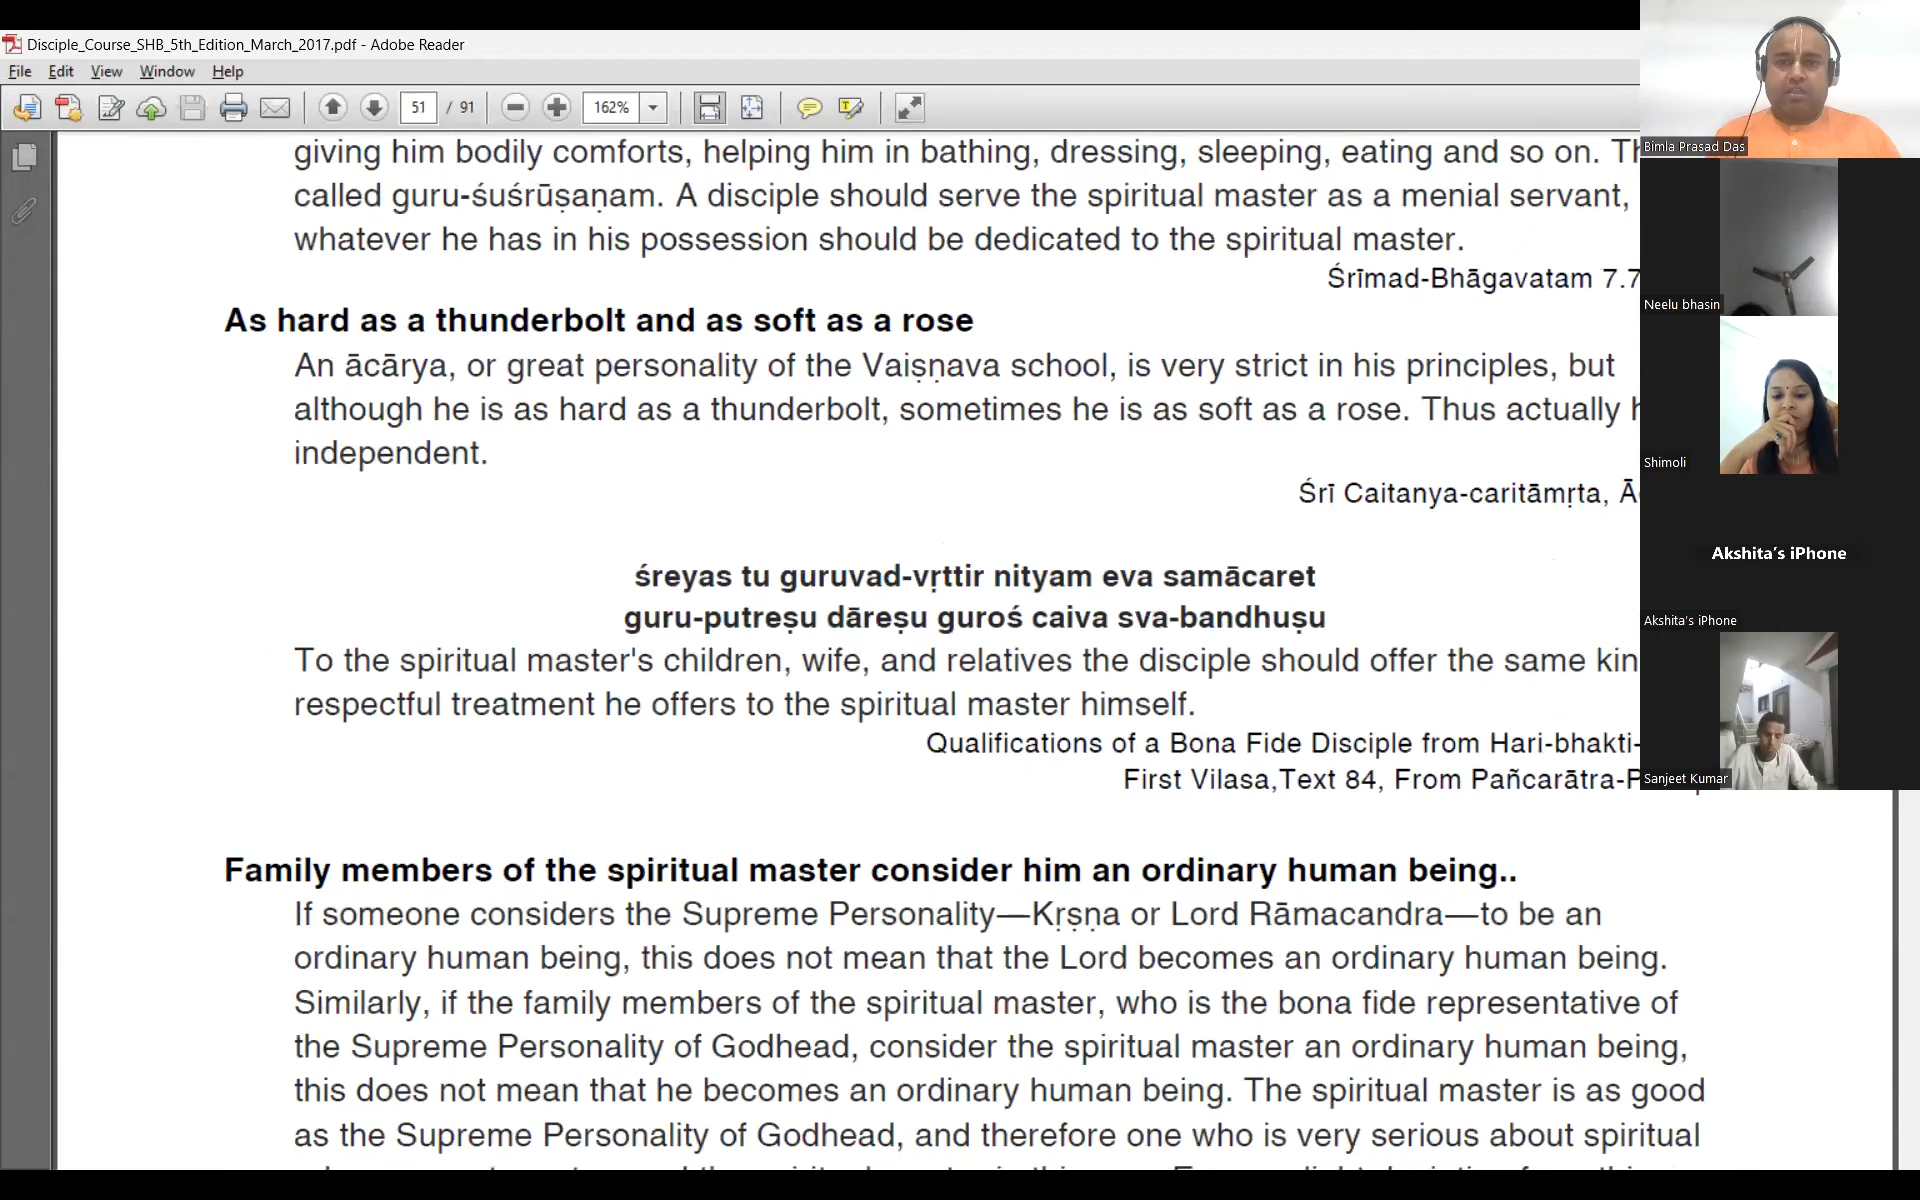 Disciple_Course_SHB_5th_Edition_March_2017.pdf - Adobe Reader
File Edit View Window Help
51 / 91 162%
giving him bodily comforts, helping him in bathing, dressing, sleeping, eating and so on.
called guru-śuśrūṣaṇam. A disciple should serve the spiritual master as a menial servant,
whatever he has in his possession should be dedicated to the spiritual master.
Śrīmad-Bhāgavatam 7.7
As hard as a thunderbolt and as soft as a rose
An ācārya, or great personality of the Vaiṣṇava school, is very strict in his principles, but
although he is as hard as a thunderbolt, sometimes he is as soft as a rose. Thus actually
independent.
Śrī Caitanya-caritāmṛta,
śreyas tu guruvad-vṛttir nityam eva samācaret
guru-putreṣu dāreṣu guroś caiva sva-bandhuṣu
To the spiritual master's children, wife, and relatives the disciple should offer the same
respectful treatment he offers to the spiritual master himself.
Qualifications of a Bona Fide Disciple from Hari-bhakti-
First Vilasa,Text 84, From Pañcarātra-
Family members of the spiritual master consider him an ordinary human being..
If someone considers the Supreme Personality—Kṛṣṇa or Lord Rāmacandra—to be an
ordinary human being, this does not mean that the Lord becomes an ordinary human being.
Similarly, if the family members of the spiritual master, who is the bona fide representative of
the Supreme Personality of Godhead, consider the spiritual master an ordinary human being,
this does not mean that he becomes an ordinary human being. The spiritual master is as good
as the Supreme Personality of Godhead, and therefore one who is very serious about spiritual
Bimla Prasad Das
Neelu bhasin
Shimoli
Akshita's iPhone
Akshita's iPhone
Sanjeet Kumar